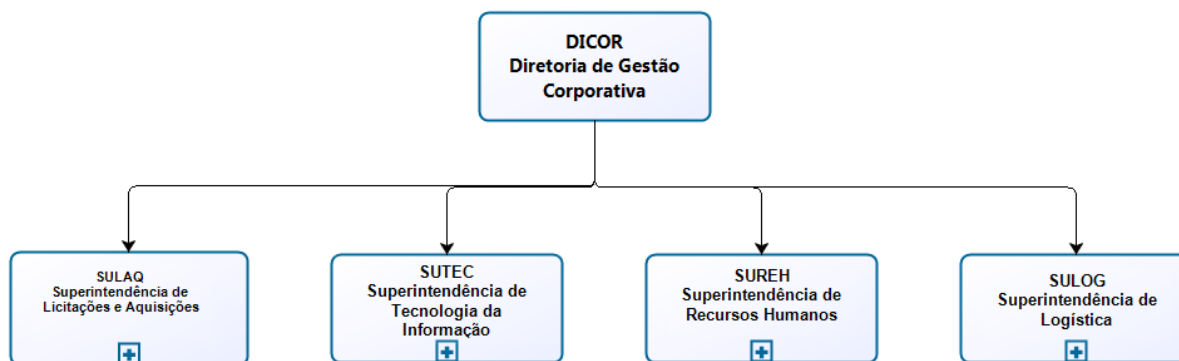 DICOR
Diretoria de Gestão
Corporativa
SULAQ
Superintendência de
Licitações e Aquisições
SUTEC
Superintendência de
Tecnologia da
Informação
SUREH
Superintendência de
Recursos Humanos
SULOG
Superintendência de
Logística